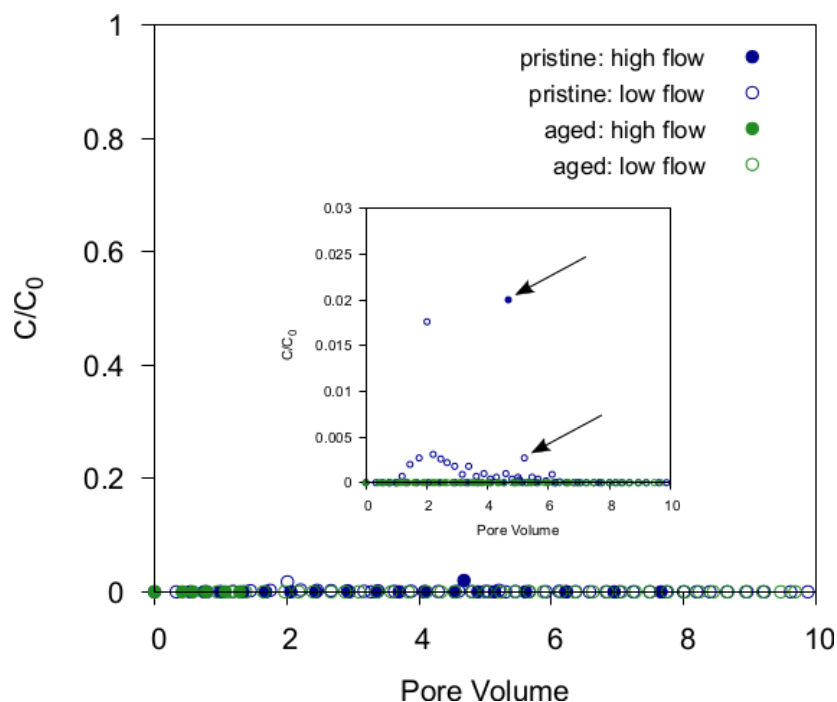 1
0.8
0.6
0.4
0.2
0
C/C0
0 2 4 6 8 10
Pore Volume
pristine: high flow
pristine: low flow
aged: high flow
aged: low flow
0.03
0.025
0.02
0.015
0.01
0.005
0
C/C0
0 2 4 6 8 10
Pore Volume